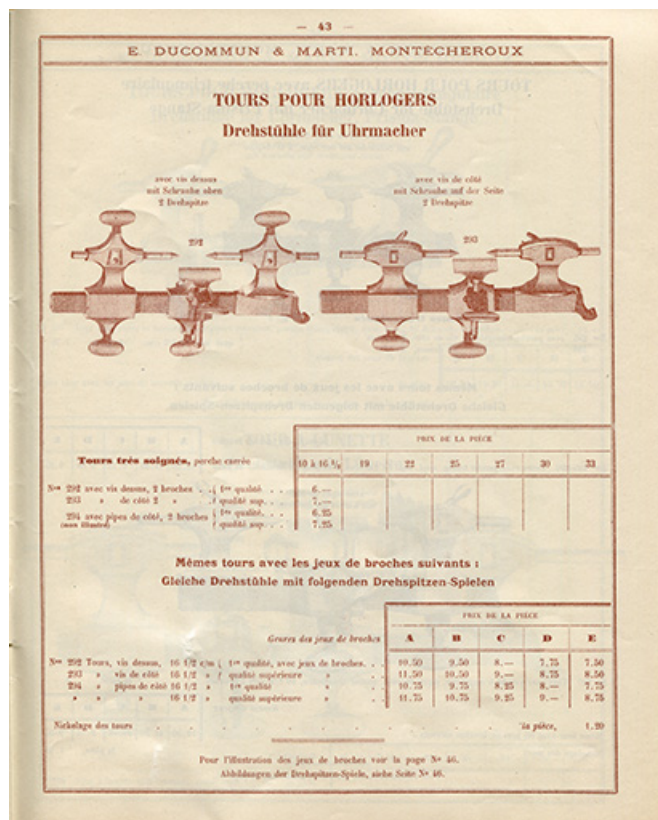 — 43 —
E. DUCOMMUN & MARTI. MONTÉCHEROUX
TOURS POUR HORLOGERS
Drehstühle für Uhrmacher
avec vis dessus
mit Schraube oben
2 Drehspitze
avec vis de côté
mit Schraube auf der Seite
2 Drehspitze
292
293
PRIX DE LA PIÈCE
Tours très soignés, perche carrée
10 à 16 ½ 19 22 25 27 30 33
Nos 292 avec vis dessus, 2 broches . . 1re qualité . . . 6.—
293 » de côté 2 » . qualité sup. . . 7.—
294 avec pipes de côté, 2 broches 1re qualité. . . . 6.25
(non illustré) qualité sup. . . 7.25
Mêmes tours avec les jeux de broches suivants :
Gleiche Drehstühle mit folgenden Drehspitzen-Spielen
PRIX DE LA PIÈCE
Genres des jeux de broches A B C D E
Nos 292 Tours, vis dessus, 16 1/2 c/m 1re qualité, avec jeux de broches. . . 10.50 9.50 8.— 7.75 7.50
293 » vis de côté 16 1/2 » qualité supérieure » . . 11.50 10.50 9.— 8.75 8.50
294 » pipes de côté 16 1/2 » 1re qualité » . . 10.75 9.75 8.25 8.— 7.75
» » 16 1/2 » qualité supérieure » . . 11.75 10.75 9.25 9.— 8.75
Nickelage des tours . . . . . . . . . la pièce, 1.20
Pour l'illustration des jeux de broches voir la page No 46.
Abbildungen der Drehspitzen-Spiele, siehe Seite No 46.